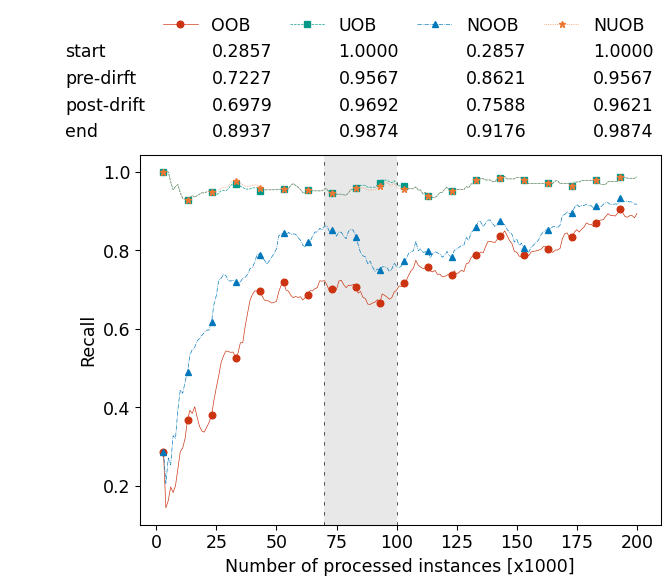 OOB UOB NOOB NUOB
start 0.2857 1.0000 0.2857 1.0000
pre-dirft 0.7227 0.9567 0.8621 0.9567
post-drift 0.6979 0.9692 0.7588 0.9621
end 0.8937 0.9874 0.9176 0.9874
1.0
0.8
0.6
0.4
0.2
Recall
0 25 50 75 100 125 150 175 200
Number of processed instances [x1000]